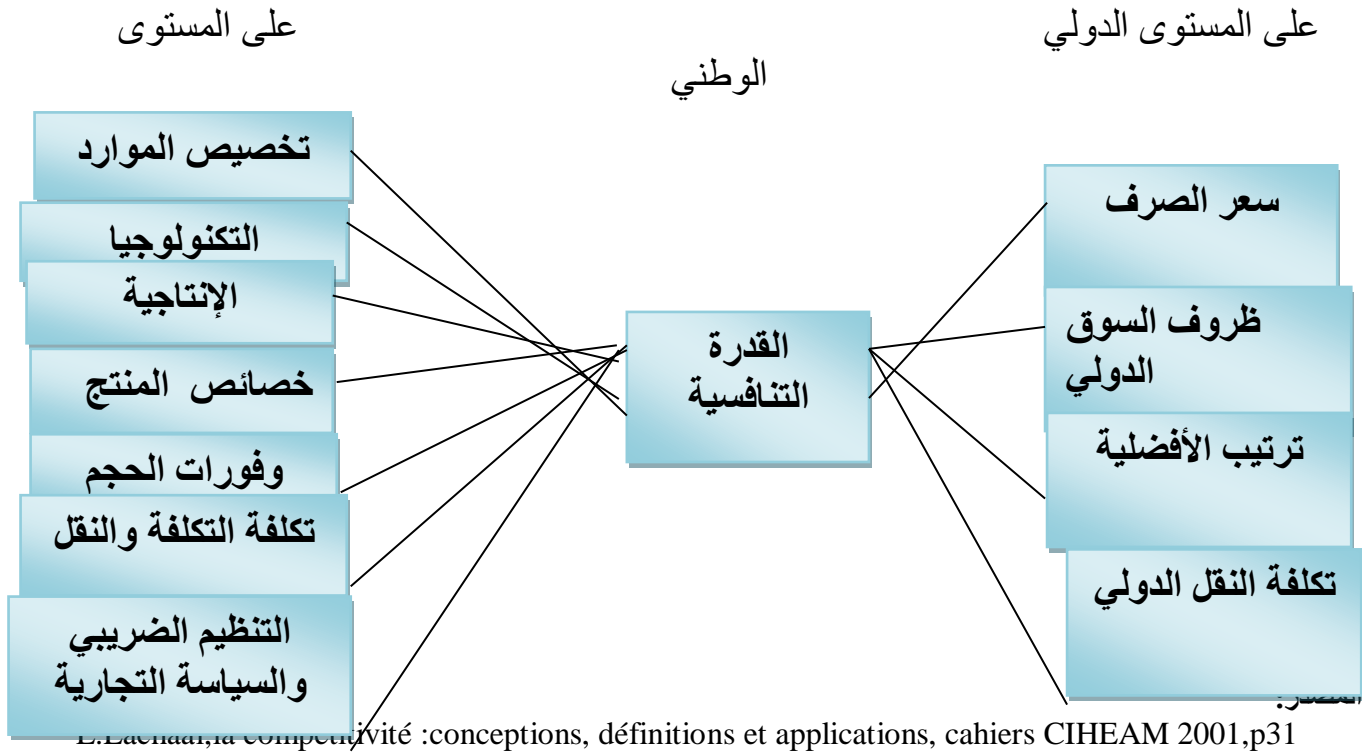 على المستوى الدولي
على المستوى
الوطني
سعر الصرف
ظروف السوق
الدولي
ترتيب الأفضلية
تكلفة النقل الدولي
القدرة
التنافسية
تخصيص الموارد
التكنولوجيا
الإنتاجية
خصائص المنتج
وفورات الحجم
تكلفة التكلفة والنقل
التنظيم الضريبي
والسياسة التجارية
المصدر:
L.Lachaal,la compétitivité :conceptions, définitions et applications, cahiers CIHEAM 2001,p31